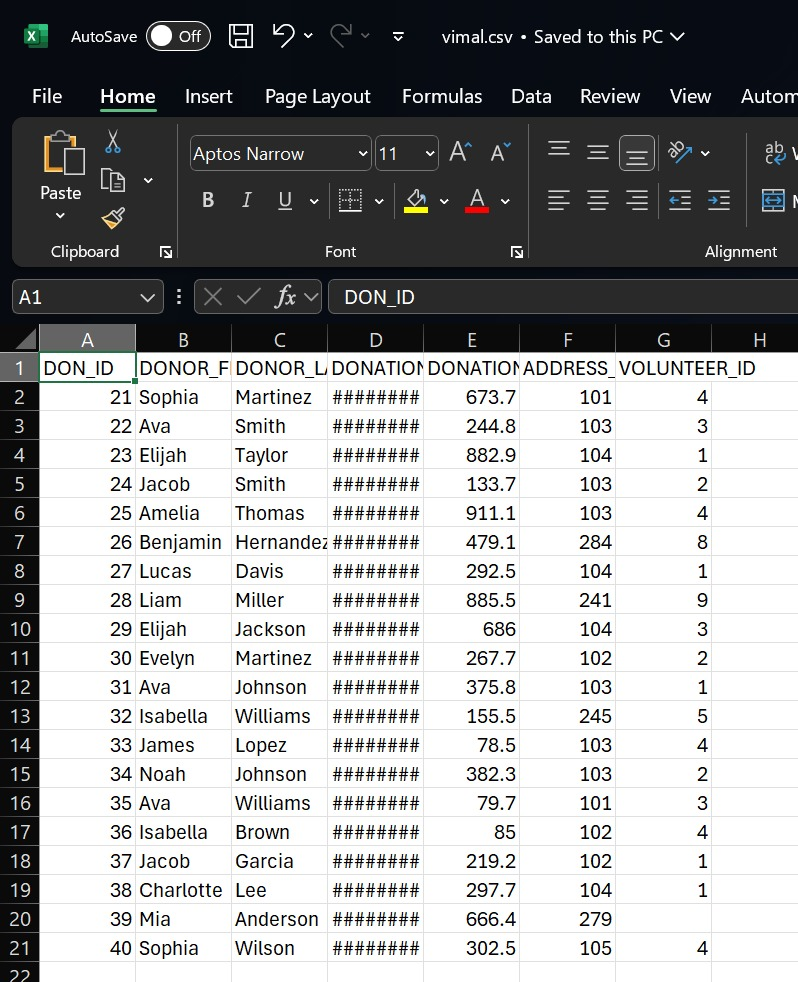 AutoSave Off vimal.csv • Saved to this PC
File Home Insert Page Layout Formulas Data Review View Autom
Paste
Aptos Narrow 11
B I U A
ab
Clipboard Font Alignment
A1 fx DON_ID
A B C D E F G H
1 DON_ID DONOR_FI DONOR_LA DONATION DONATION ADDRESS_ VOLUNTEER_ID
2 21 Sophia Martinez ######## 673.7 101 4
3 22 Ava Smith ######## 244.8 103 3
4 23 Elijah Taylor ######## 882.9 104 1
5 24 Jacob Smith ######## 133.7 103 2
6 25 Amelia Thomas ######## 911.1 103 4
7 26 Benjamin Hernandez ######## 479.1 284 8
8 27 Lucas Davis ######## 292.5 104 1
9 28 Liam Miller ######## 885.5 241 9
10 29 Elijah Jackson ######## 686 104 3
11 30 Evelyn Martinez ######## 267.7 102 2
12 31 Ava Johnson ######## 375.8 103 1
13 32 Isabella Williams ######## 155.5 245 5
14 33 James Lopez ######## 78.5 103 4
15 34 Noah Johnson ######## 382.3 103 2
16 35 Ava Williams ######## 79.7 101 3
17 36 Isabella Brown ######## 85 102 4
18 37 Jacob Garcia ######## 219.2 102 1
19 38 Charlotte Lee ######## 297.7 104 1
20 39 Mia Anderson ######## 666.4 279
21 40 Sophia Wilson ######## 302.5 105 4
22